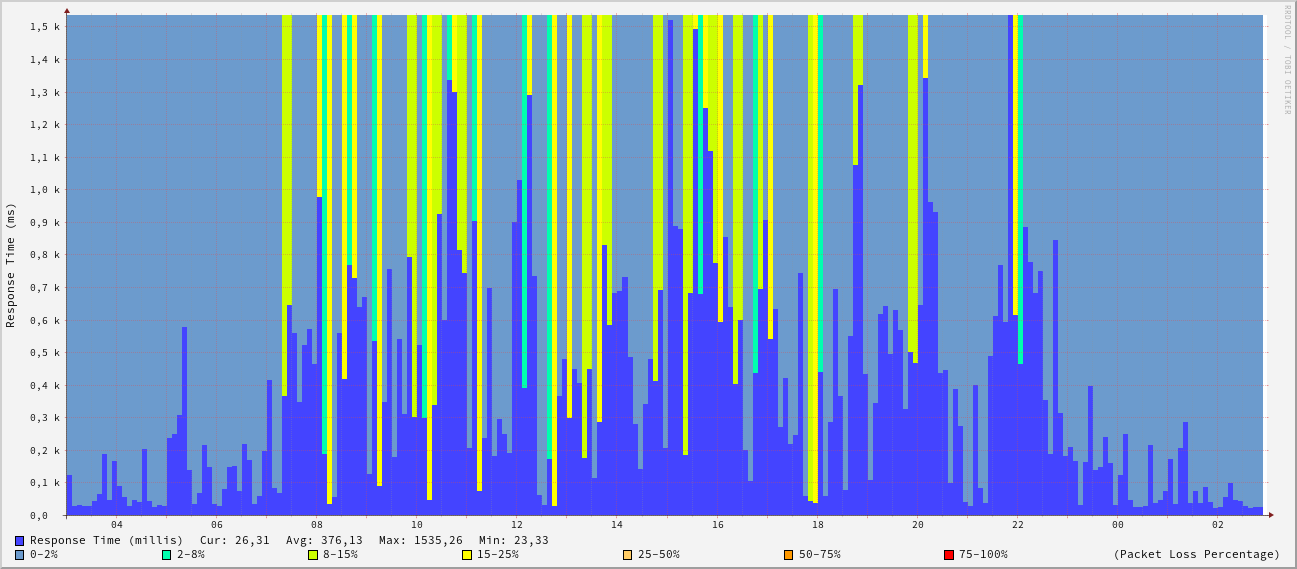 RRDTOOL / TOBI OETIKER
Response Time (ms)
1,5 k
1,4 k
1,3 k
1,2 k
1,1 k
1,0 k
0,9 k
0,8 k
0,7 k
0,6 k
0,5 k
0,4 k
0,3 k
0,2 k
0,1 k
0,0
04 06 08 10 12 14 16 18 20 22 00 02
Response Time (millis) Cur: 26,31 Avg: 376,13 Max: 1535,26 Min: 23,33
0-2% 2-8% 8-15% 15-25% 25-50% 50-75% 75-100% (Packet Loss Percentage)